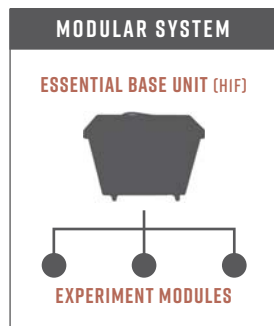 MODULAR SYSTEM
ESSENTIAL BASE UNIT (HIF)
EXPERIMENT MODULES